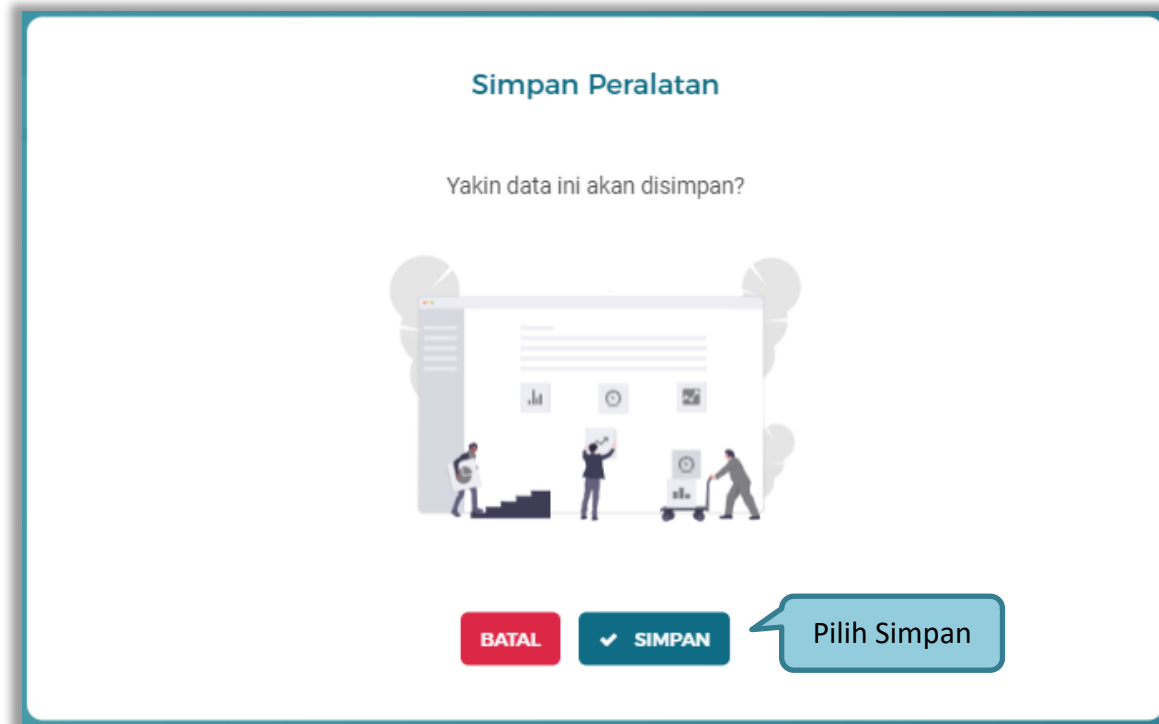 Simpan Peralatan
Yakin data ini akan disimpan?
BATAL
SIMPAN
Pilih Simpan